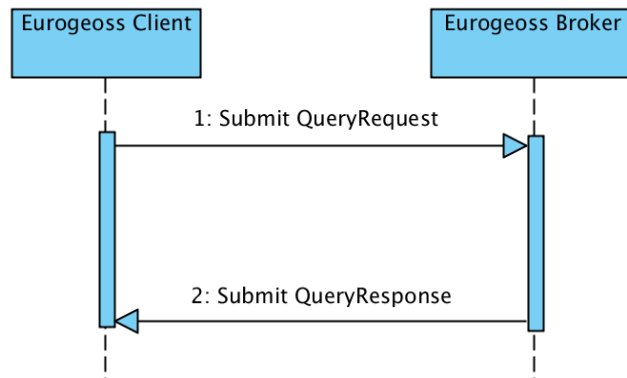 Eurogeoss Client
Eurogeoss Broker
1: Submit QueryRequest
2: Submit QueryResponse